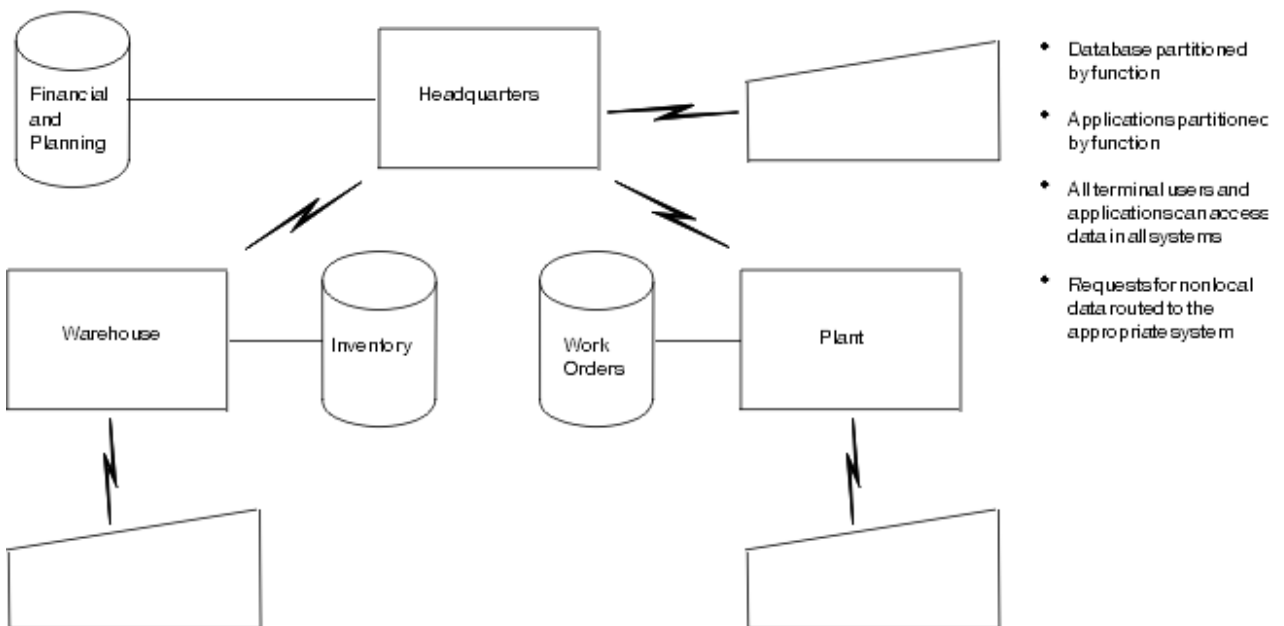 Financial
and
Planning
Headquarters
Warehouse
Inventory
Work
Orders
Plant
• Database partitioned
by function
• Applications partitioned
by function
• All terminal users and
applications can access
data in all systems
• Requests for nonlocal
data routed to the
appropriate system